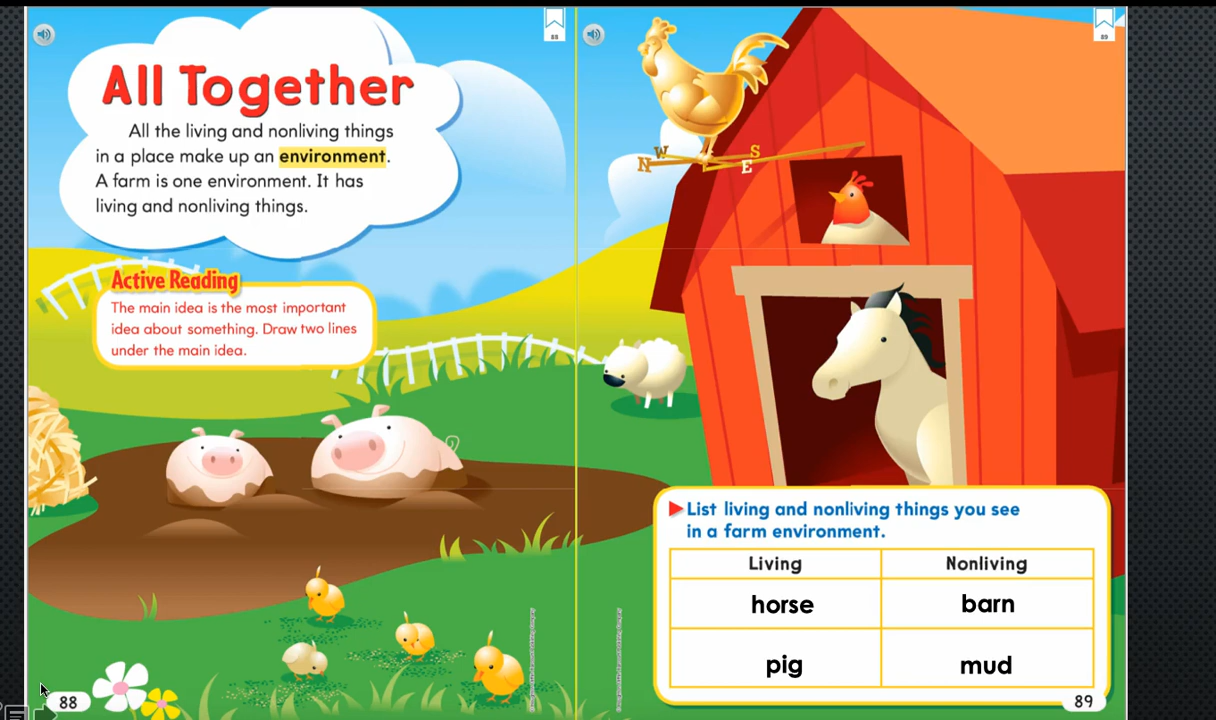 88
89
All Together
All the living and nonliving things
in a place make up an environment.
A farm is one environment. It has
living and nonliving things.
Active Reading
The main idea is the most important
idea about something. Draw two lines
under the main idea.
N W S E
List living and nonliving things you see
in a farm environment.
Living Nonliving
horse barn
pig mud
88
89